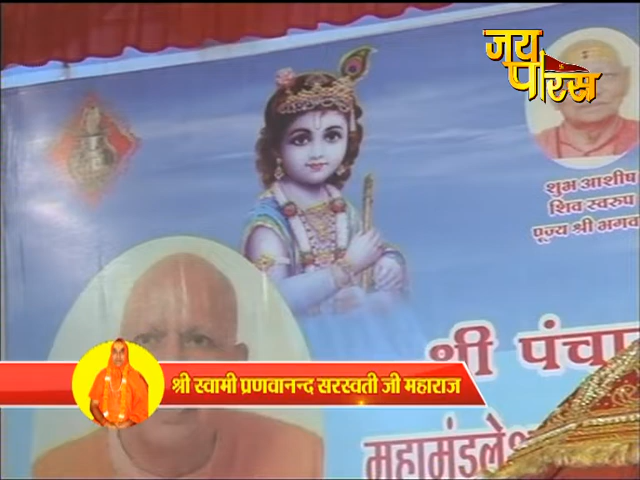 जय
पारस
शुभ आशीष
शिव स्वरूप
पूज्य श्री भगव
श्री पंचा
श्री स्वामी प्रणवानन्द सरस्वती जी महाराज
महामंडलेश्व